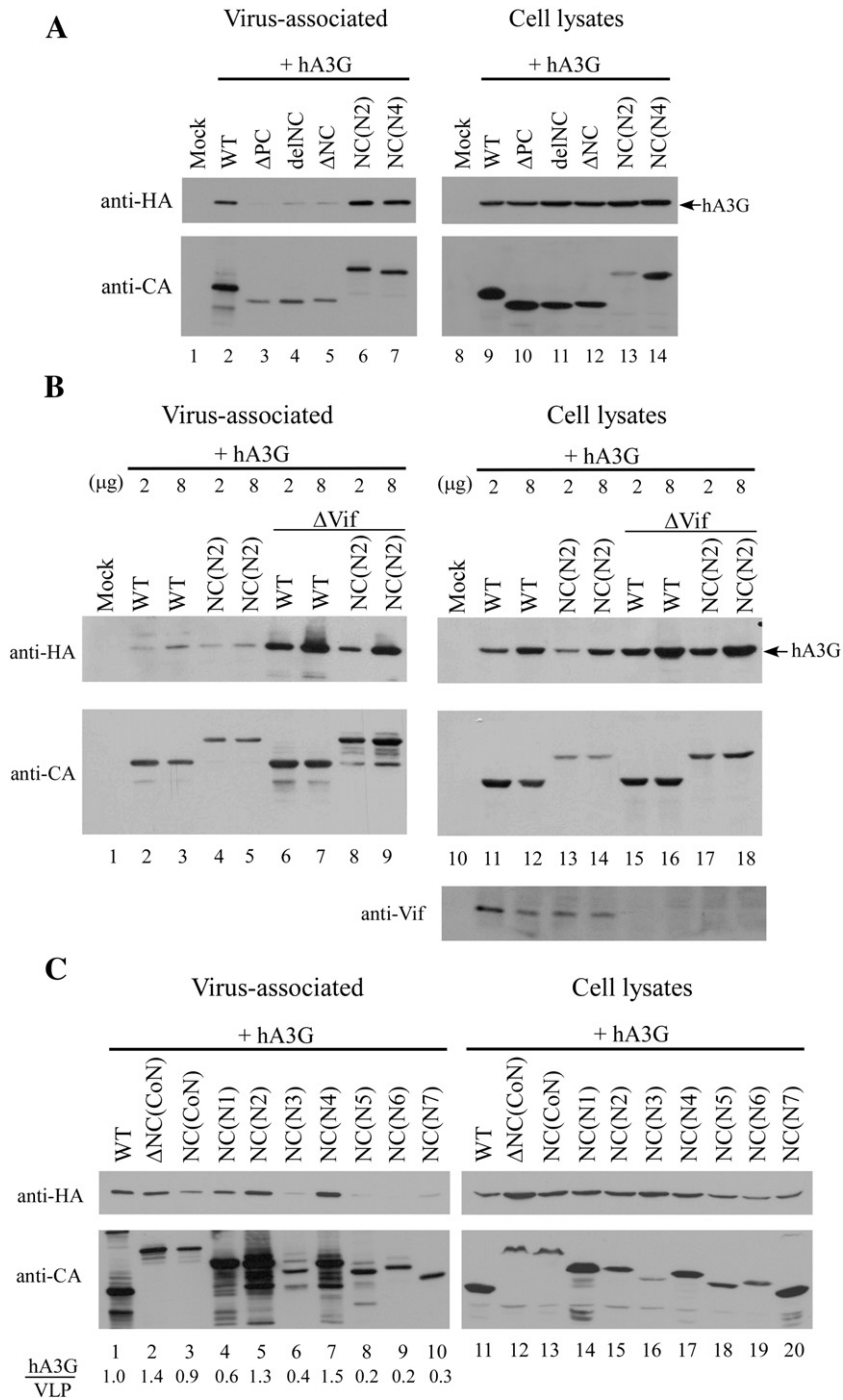 A
Virus-associated
Cell lysates
+ hA3G
+ hA3G
Mock
WT
ΔPC
delNC
ΔNC
NC(N2)
NC(N4)
Mock
WT
ΔPC
delNC
ΔNC
NC(N2)
NC(N4)
anti-HA
hA3G
anti-CA
1 2 3 4 5 6 7
8 9 10 11 12 13 14
B
Virus-associated
Cell lysates
+ hA3G
+ hA3G
(μg) 2 8 2 8 2 8 2 8
2 8 2 8 2 8 2 8
ΔVif
ΔVif
Mock
WT
WT
NC(N2)
NC(N2)
WT
WT
NC(N2)
NC(N2)
Mock
WT
WT
NC(N2)
NC(N2)
WT
WT
NC(N2)
NC(N2)
anti-HA
hA3G
anti-CA
1 2 3 4 5 6 7 8 9
10 11 12 13 14 15 16 17 18
anti-Vif
C
Virus-associated
Cell lysates
+ hA3G
+ hA3G
WT
ΔNC(CoN)
NC(CoN)
NC(N1)
NC(N2)
NC(N3)
NC(N4)
NC(N5)
NC(N6)
NC(N7)
WT
ΔNC(CoN)
NC(CoN)
NC(N1)
NC(N2)
NC(N3)
NC(N4)
NC(N5)
NC(N6)
NC(N7)
anti-HA
anti-CA
1 2 3 4 5 6 7 8 9 10
11 12 13 14 15 16 17 18 19 20
hA3G
VLP
1.0 1.4 0.9 0.6 1.3 0.4 1.5 0.2 0.2 0.3